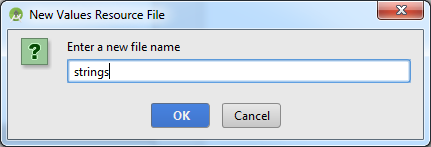 New Values Resource File
Enter a new file name
strings
OK
Cancel